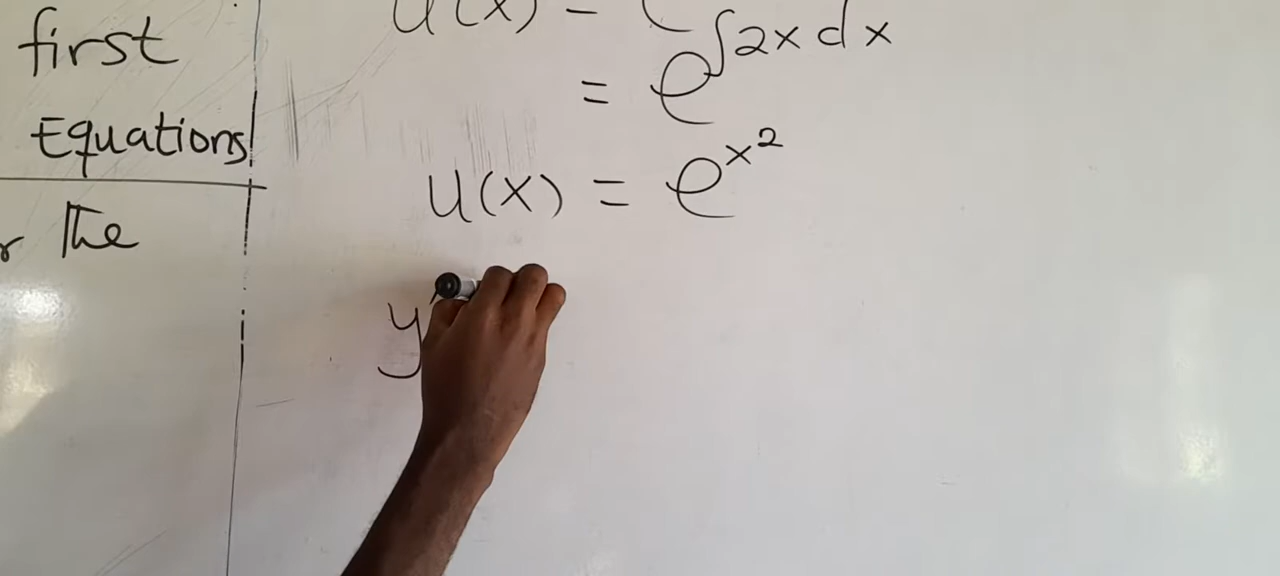 first
Equations
r the
u(x) =
= e^∫2x dx
u(x) = e^x²
y'